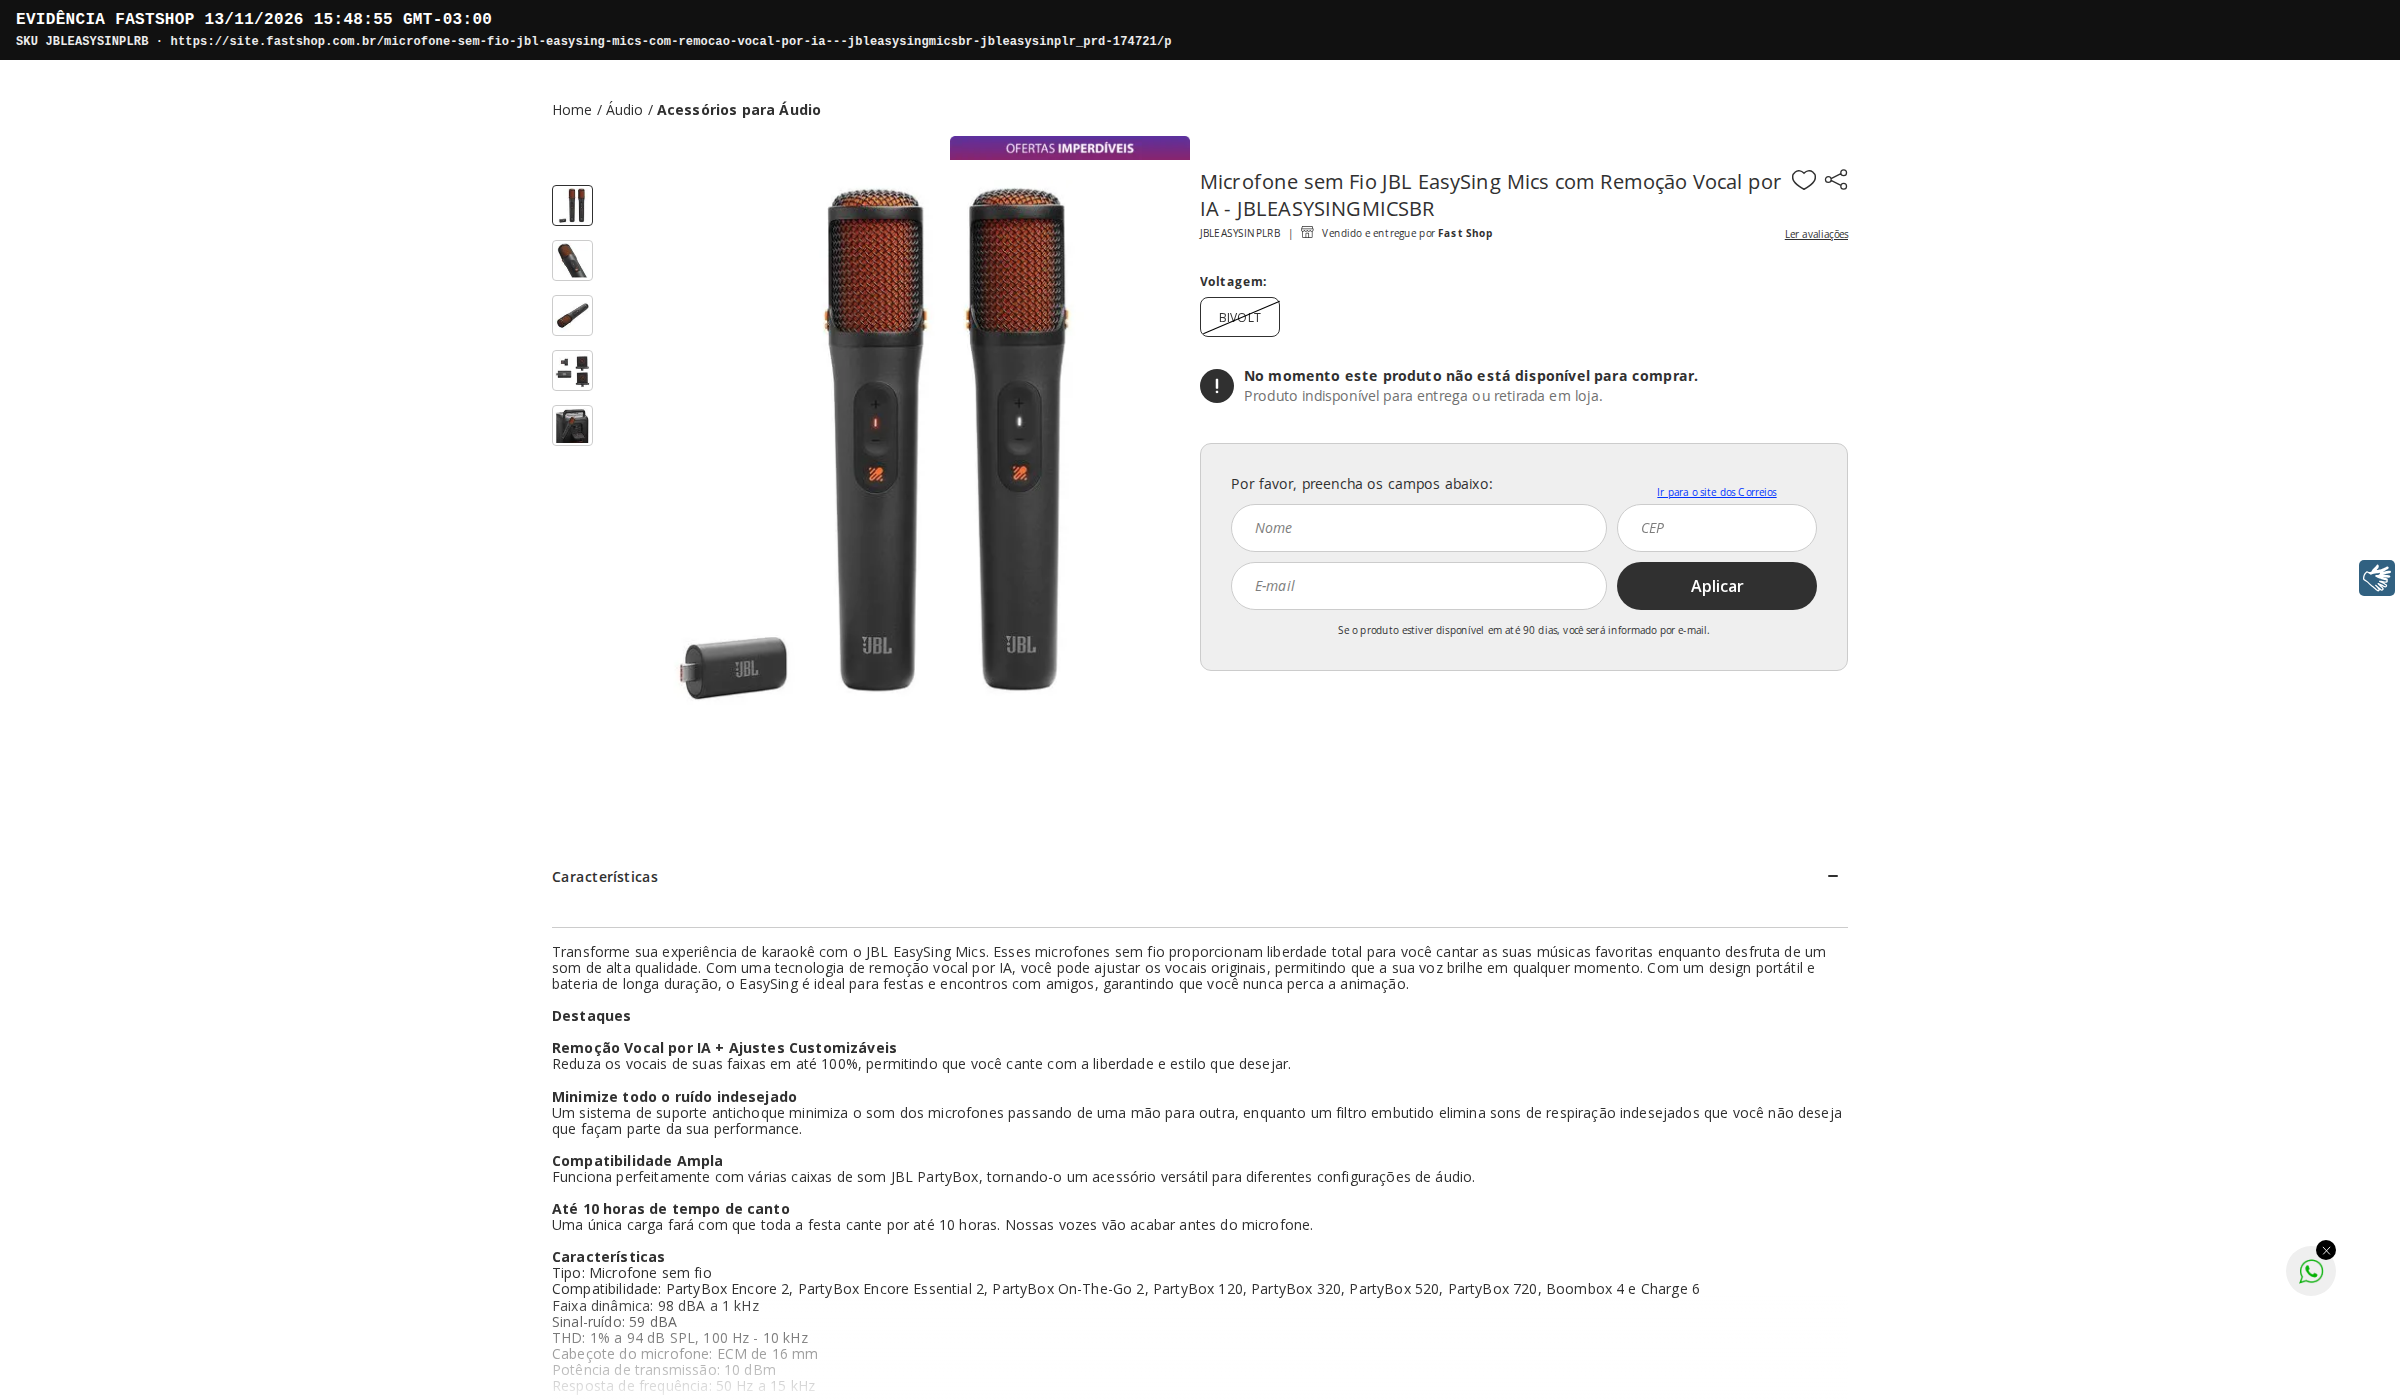 EVIDÊNCIA FASTSHOP 13/11/2026 15:48:55 GMT-03:00
SKU JBLEASYSINPLRB · https://site.fastshop.com.br/microfone-sem-fio-jbl-easysing-mics-com-remocao-vocal-por-ia---jbleasysingmicsbr-jbleasysinplr_prd-174721/p
Home / Áudio / Acessórios para Áudio
OFERTAS IMPERDÍVEIS
Microfone sem Fio JBL EasySing Mics com Remoção Vocal por
IA - JBLEASYSINGMICSBR
JBLEASYSINPLRB | Vendido e entregue por Fast Shop
Ler avaliações
Voltagem:
BIVOLT
No momento este produto não está disponível para comprar.
Produto indisponível para entrega ou retirada em loja.
Por favor, preencha os campos abaixo:
Ir para o site dos Correios
Nome
CEP
E-mail
Aplicar
Se o produto estiver disponível em até 90 dias, você será informado por e-mail.
JBL
JBL
JBL
Características
Transforme sua experiência de karaokê com o JBL EasySing Mics. Esses microfones sem fio proporcionam liberdade total para você cantar as suas músicas favoritas enquanto desfruta de um
som de alta qualidade. Com uma tecnologia de remoção vocal por IA, você pode ajustar os vocais originais, permitindo que a sua voz brilhe em qualquer momento. Com um design portátil e
bateria de longa duração, o EasySing é ideal para festas e encontros com amigos, garantindo que você nunca perca a animação.
Destaques
Remoção Vocal por IA + Ajustes Customizáveis
Reduza os vocais de suas faixas em até 100%, permitindo que você cante com a liberdade e estilo que desejar.
Minimize todo o ruído indesejado
Um sistema de suporte antichoque minimiza o som dos microfones passando de uma mão para outra, enquanto um filtro embutido elimina sons de respiração indesejados que você não deseja
que façam parte da sua performance.
Compatibilidade Ampla
Funciona perfeitamente com várias caixas de som JBL PartyBox, tornando-o um acessório versátil para diferentes configurações de áudio.
Até 10 horas de tempo de canto
Uma única carga fará com que toda a festa cante por até 10 horas. Nossas vozes vão acabar antes do microfone.
Características
Tipo: Microfone sem fio
Compatibilidade: PartyBox Encore 2, PartyBox Encore Essential 2, PartyBox On-The-Go 2, PartyBox 120, PartyBox 320, PartyBox 520, PartyBox 720, Boombox 4 e Charge 6
Faixa dinâmica: 98 dBA a 1 kHz
Sinal-ruído: 59 dBA
THD: 1% a 94 dB SPL, 100 Hz - 10 kHz
Cabeçote do microfone: ECM de 16 mm
Potência de transmissão: 10 dBm
Resposta de frequência: 50 Hz a 15 kHz